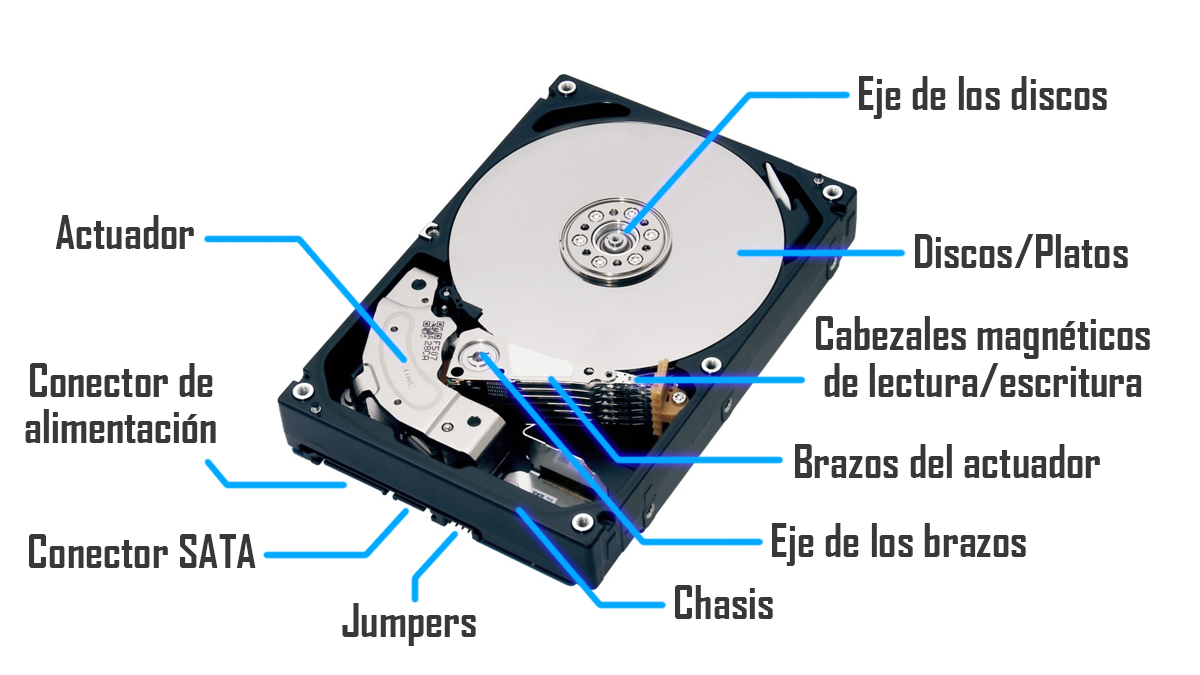 Eje de los discos
Actuador
Discos/Platos
Cabezales magnéticos
de lectura/escritura
Conector de
alimentación
Brazos del actuador
Eje de los brazos
Conector SATA
Chasis
Jumpers